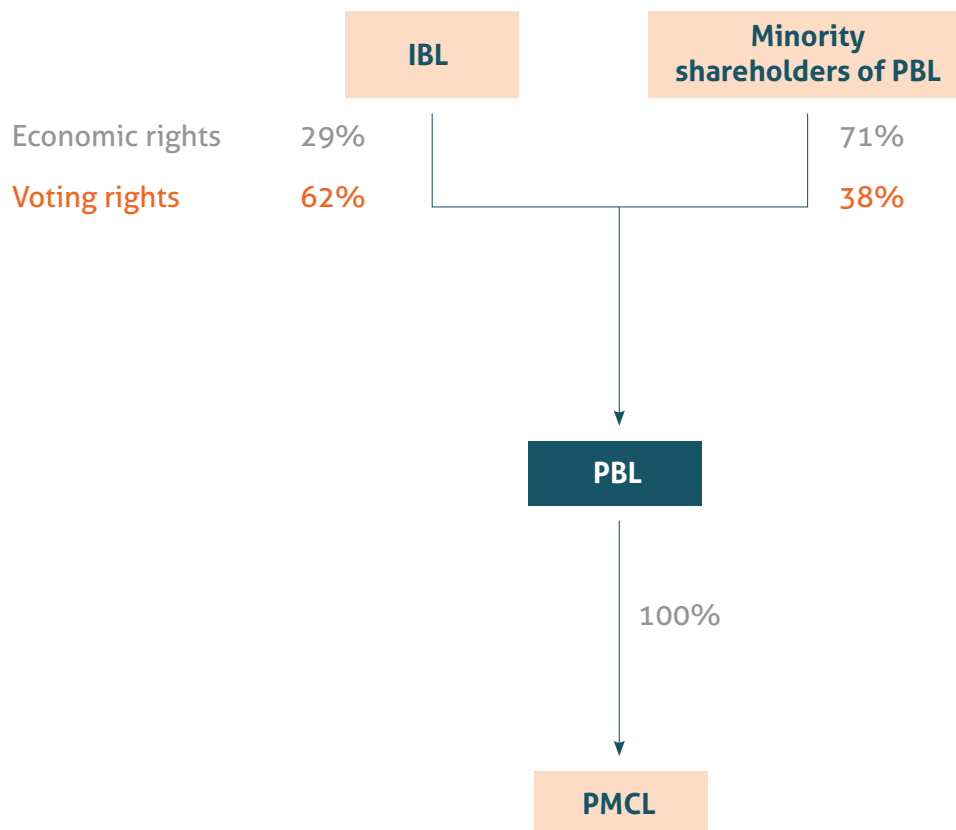 IBL
Minority
shareholders of PBL
Economic rights 29% 71%
Voting rights 62% 38%
PBL
100%
PMCL